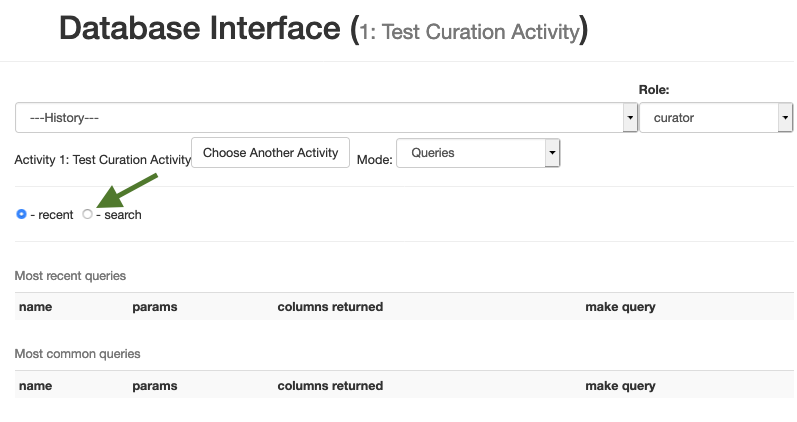 Database Interface (1: Test Curation Activity)
Role:
---History---
curator
Activity 1: Test Curation Activity Choose Another Activity Mode: Queries
- recent - search
Most recent queries
name params columns returned make query
Most common queries
name params columns returned make query